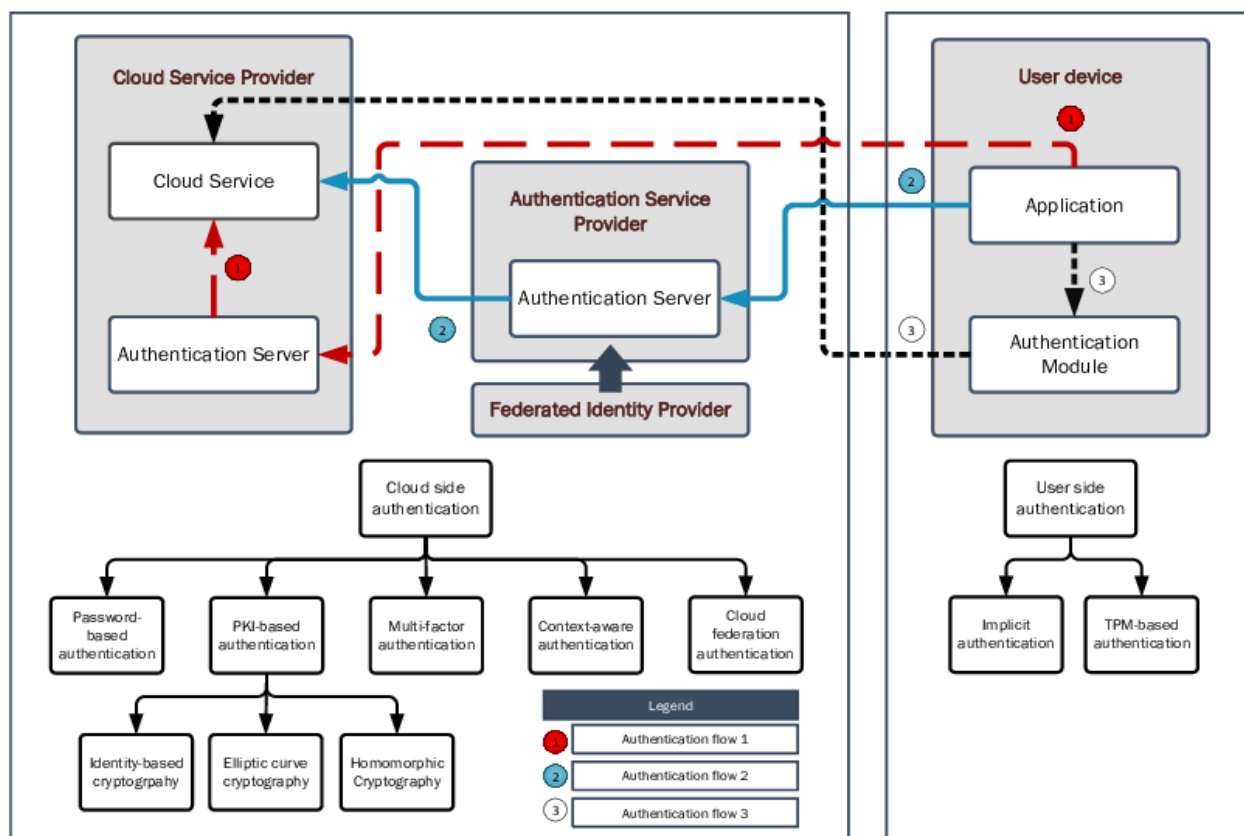 Cloud Service Provider
User device
1
Cloud Service
2
Authentication Service
Provider
Application
1
3
Authentication Server
2
3
Authentication Server
Authentication
Module
Federated Identity Provider
Cloud side
authentication
User side
authentication
Password-
based
authentication
PKI-based
authentication
Multi-factor
authentication
Context-aware
authentication
Cloud
federation
authentication
Implicit
authentication
TPM-based
authentication
Identity-based
cryptogrpahy
Elliptic curve
cryptography
Homomorphic
Cryptography
Legend
1
Authentication flow 1
2
Authentication flow 2
3
Authentication flow 3